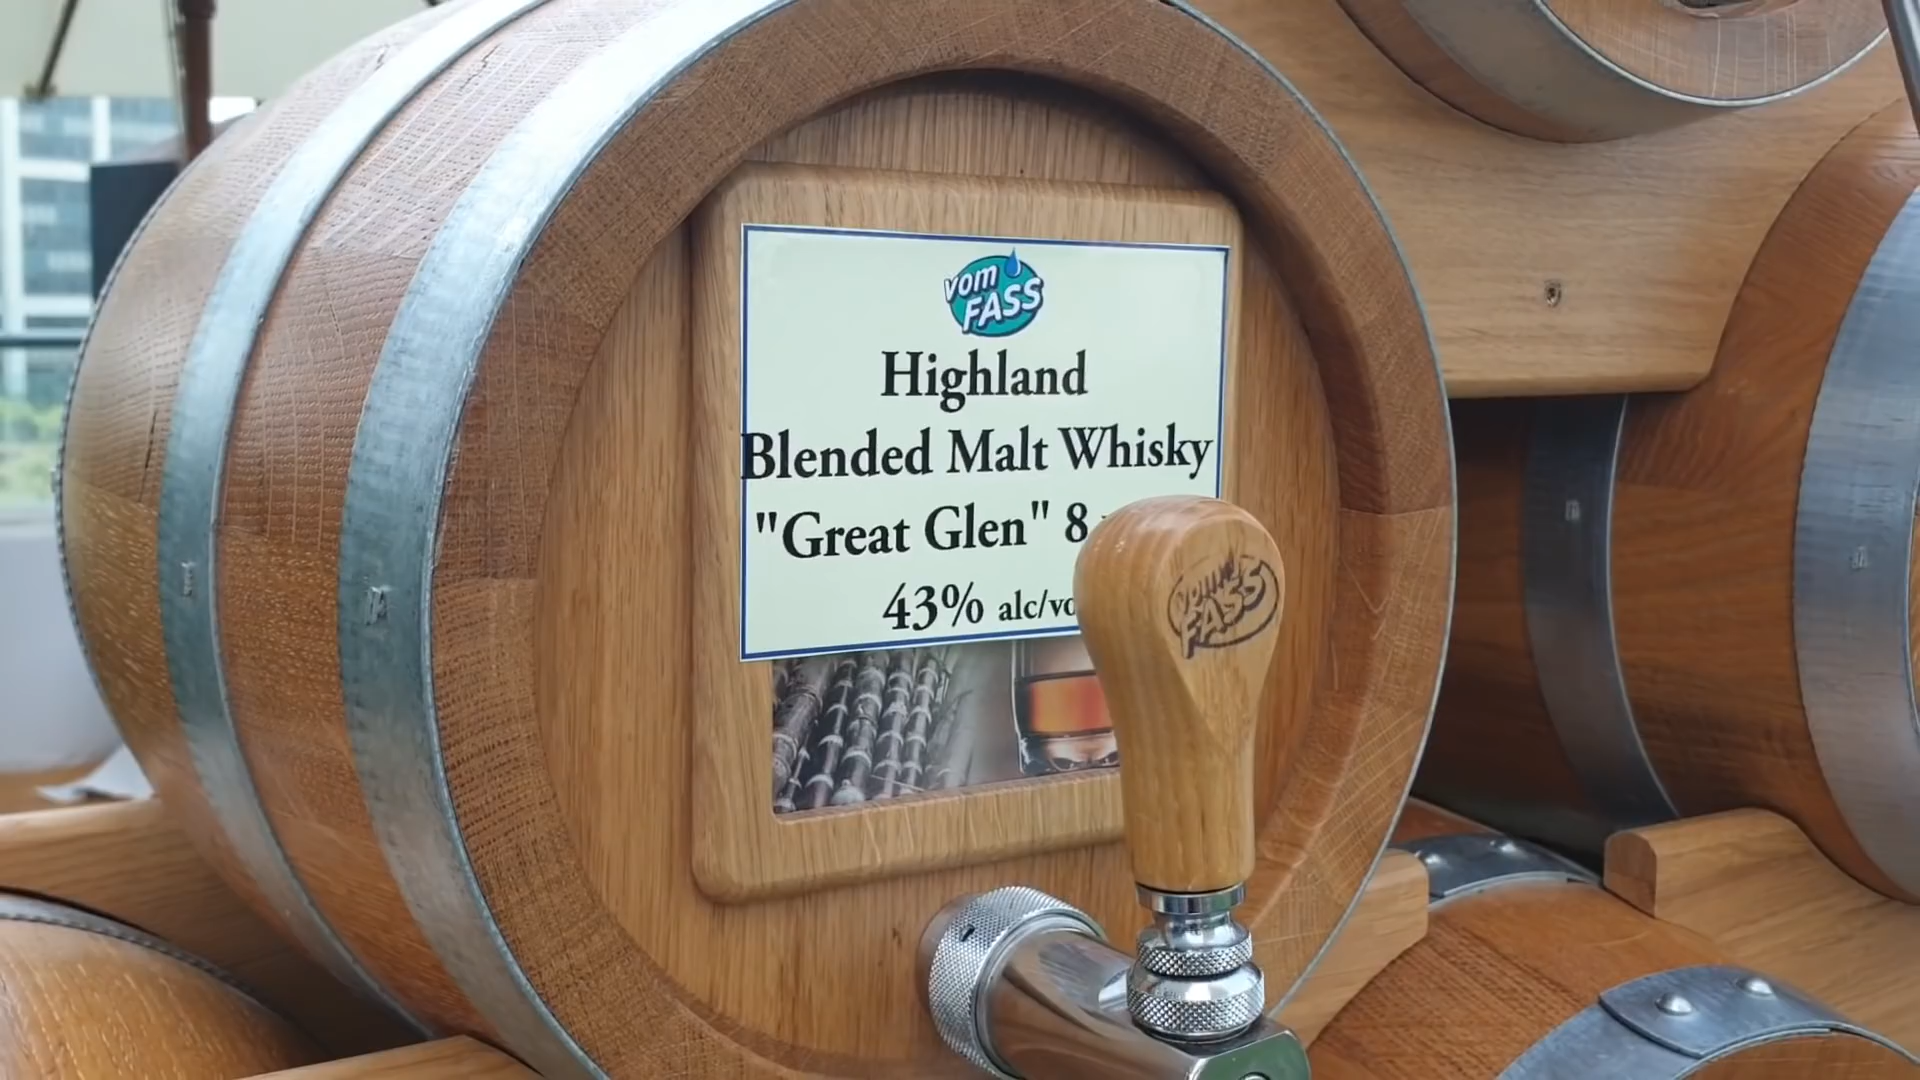 vom
FASS
Highland
Blended Malt Whisky
"Great Glen" 8
43% alc/vo
vom
FASS